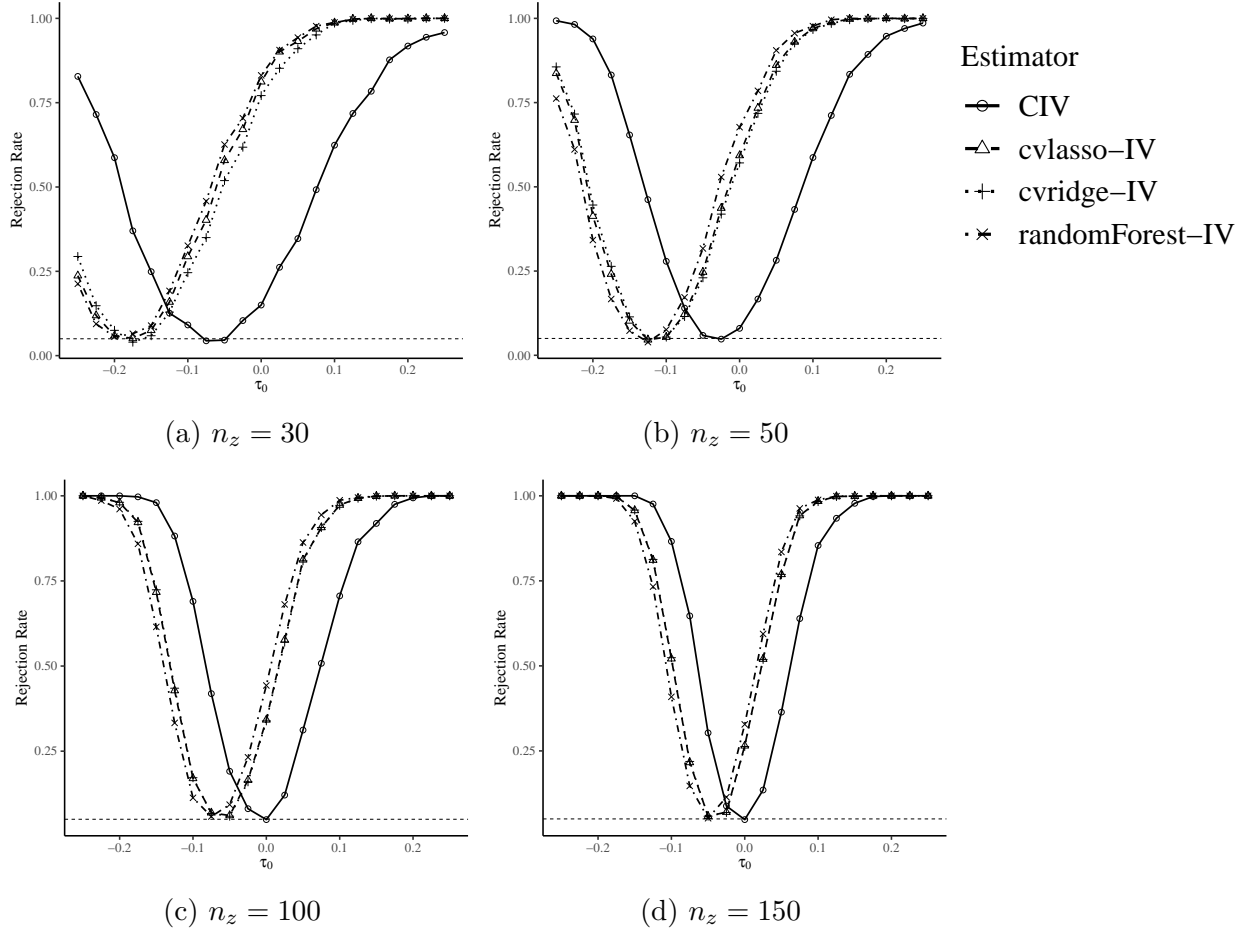 1.00
0.75
0.50
0.25
0.00
Rejection Rate
−0.2 −0.1 0.0 0.1 0.2
τ0
(a) n_z = 30
1.00
0.75
0.50
0.25
0.00
Rejection Rate
−0.2 −0.1 0.0 0.1 0.2
τ0
(b) n_z = 50
Estimator
CIV
cvlasso−IV
cvridge−IV
randomForest−IV
1.00
0.75
0.50
0.25
Rejection Rate
−0.2 −0.1 0.0 0.1 0.2
τ0
(c) n_z = 100
1.00
0.75
0.50
0.25
Rejection Rate
−0.2 −0.1 0.0 0.1 0.2
τ0
(d) n_z = 150